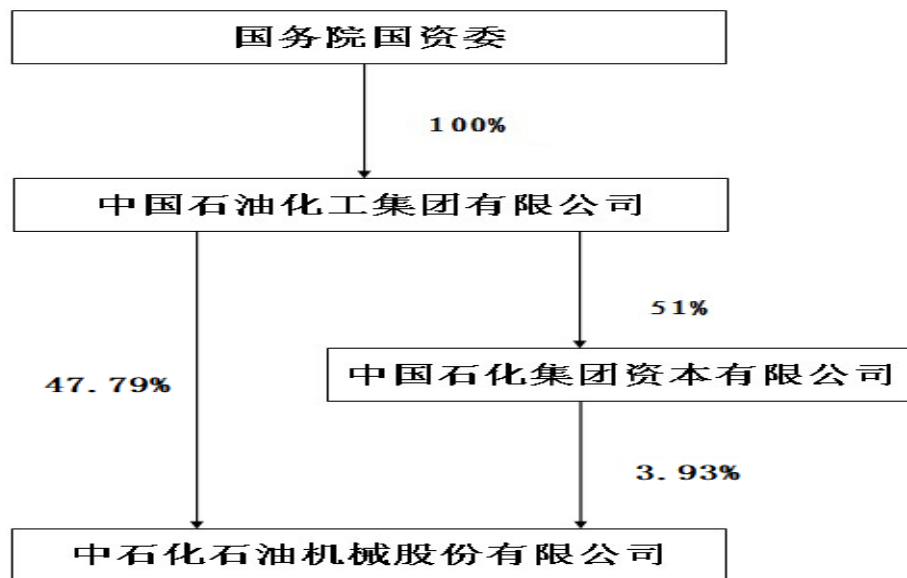 国务院国资委
100%
中国石油化工集团有限公司
51%
中国石化集团资本有限公司
47.79%
3.93%
中石化石油机械股份有限公司